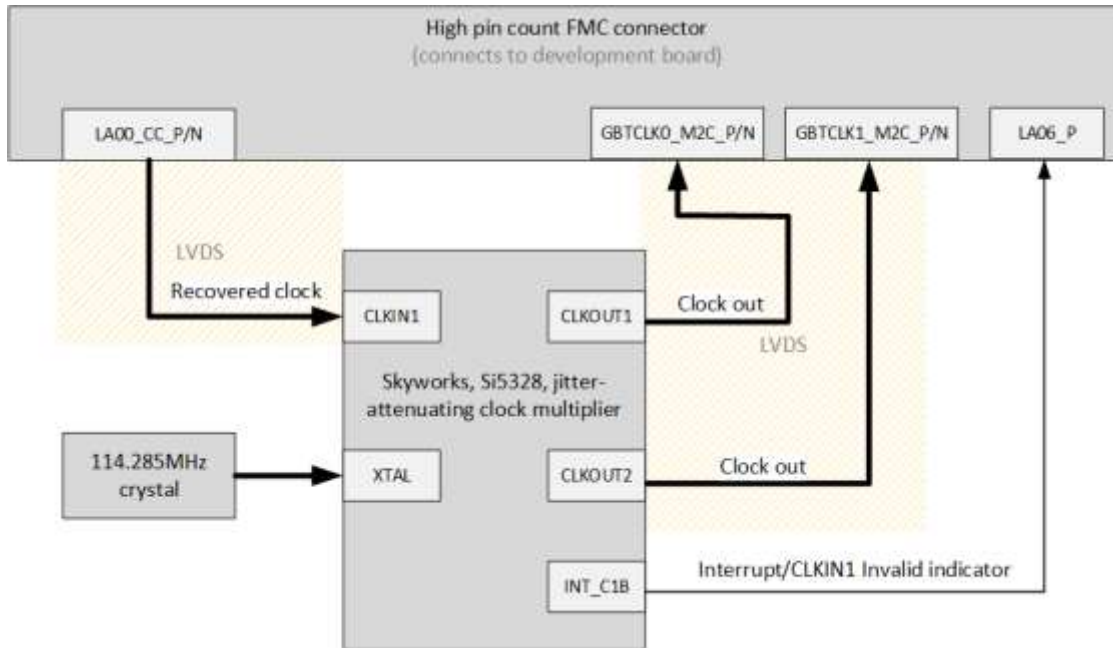 High pin count FMC connector
(connects to development board)
LA00_CC_P/N
GBTCLK0_M2C_P/N
GBTCLK1_M2C_P/N
LA06_P
LVDS
Recovered clock
CLKIN1
CLKOUT1
Clock out
LVDS
Skyworks, Si5328, jitter-
attenuating clock multiplier
114.285MHz
crystal
XTAL
CLKOUT2
Clock out
INT_C1B
Interrupt/CLKIN1 Invalid indicator